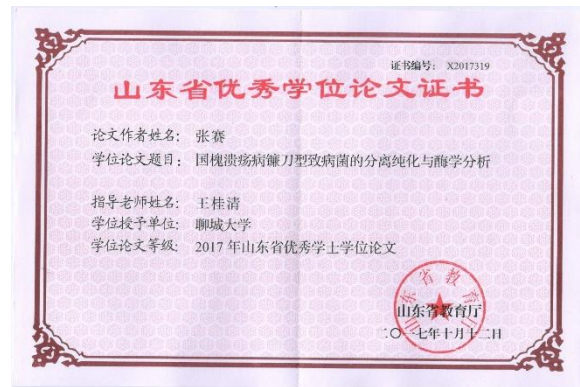 证书编号: X2017319
山东省优秀学位论文证书
论文作者姓名: 张赛
学位论文题目: 国槐溃疡病镰刀型致病菌的分离纯化与酶学分析
指导老师姓名: 王桂清
学位授予单位: 聊城大学
学位论文等级: 2017 年山东省优秀学士学位论文
山东省教育厅
山东省教育厅
二〇一七年十月十二日